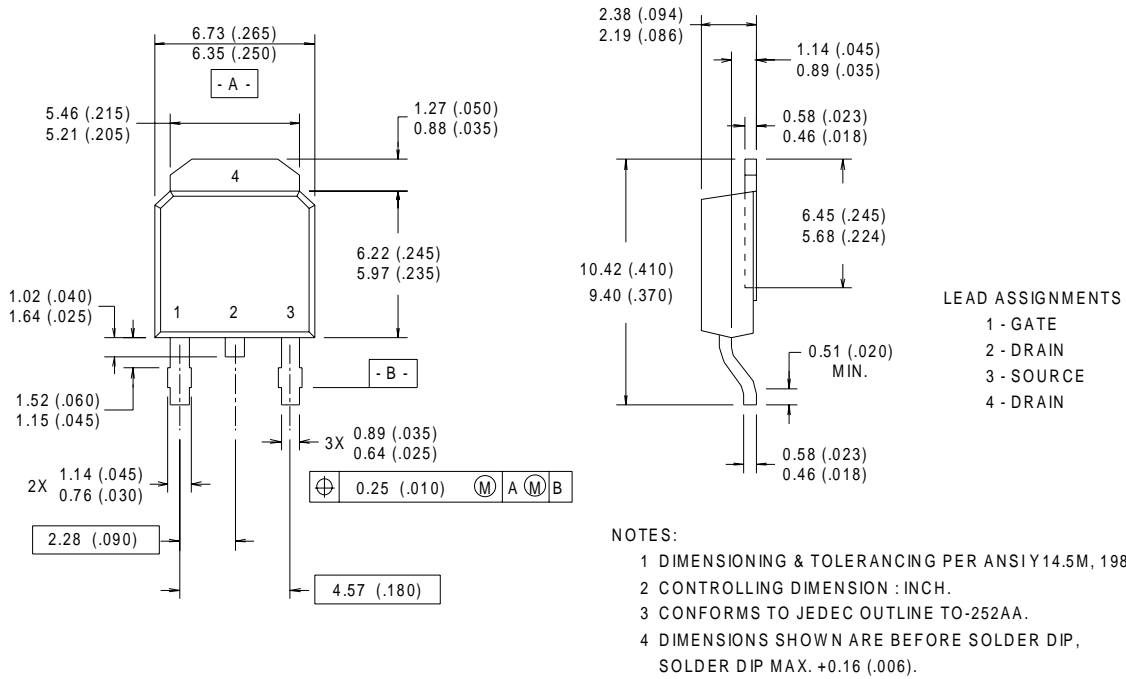 6.73 (.265)
6.35 (.250)
- A -
5.46 (.215)
5.21 (.205)
1.27 (.050)
0.88 (.035)
4
6.22 (.245)
5.97 (.235)
1.02 (.040)
1.64 (.025)
1 2 3
- B -
1.52 (.060)
1.15 (.045)
3X 0.89 (.035)
0.64 (.025)
2X 1.14 (.045)
0.76 (.030)
⌖ 0.25 (.010) Ⓜ A Ⓜ B
2.28 (.090)
4.57 (.180)
2.38 (.094)
2.19 (.086)
1.14 (.045)
0.89 (.035)
0.58 (.023)
0.46 (.018)
6.45 (.245)
5.68 (.224)
10.42 (.410)
9.40 (.370)
0.51 (.020)
MIN.
0.58 (.023)
0.46 (.018)
LEAD ASSIGNMENTS
1 - GATE
2 - DRAIN
3 - SOURCE
4 - DRAIN
NOTES:
1 DIMENSIONING & TOLERANCING PER ANSI Y14.5M, 198
2 CONTROLLING DIMENSION : INCH.
3 CONFORMS TO JEDEC OUTLINE TO-252AA.
4 DIMENSIONS SHOWN ARE BEFORE SOLDER DIP,
SOLDER DIP MAX. +0.16 (.006).